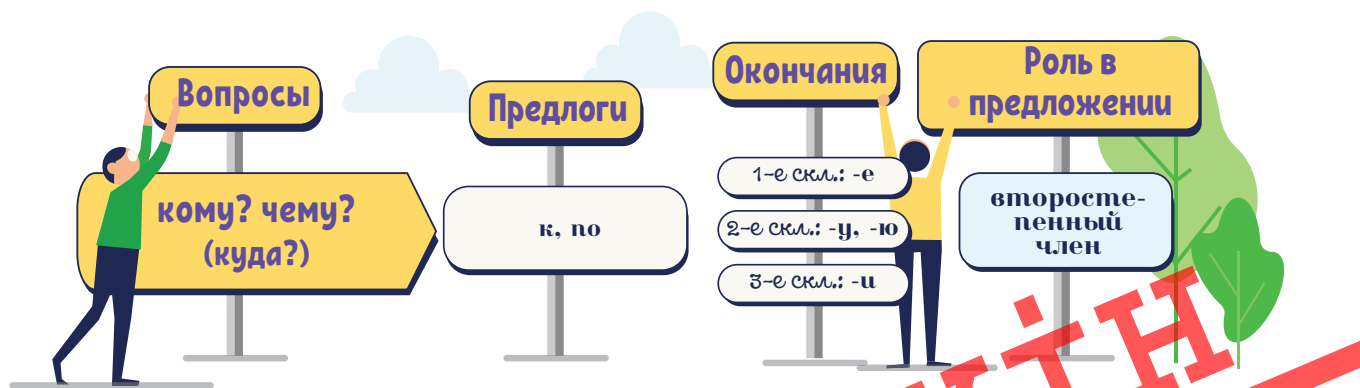 Вопросы
кому? чему?
(куда?)
Предлоги
к, по
Окончания
1-е скл.: -е
2-е скл.: -у, -ю
3-е скл.: -и
Роль в
предложении
второсте-
пенный
член